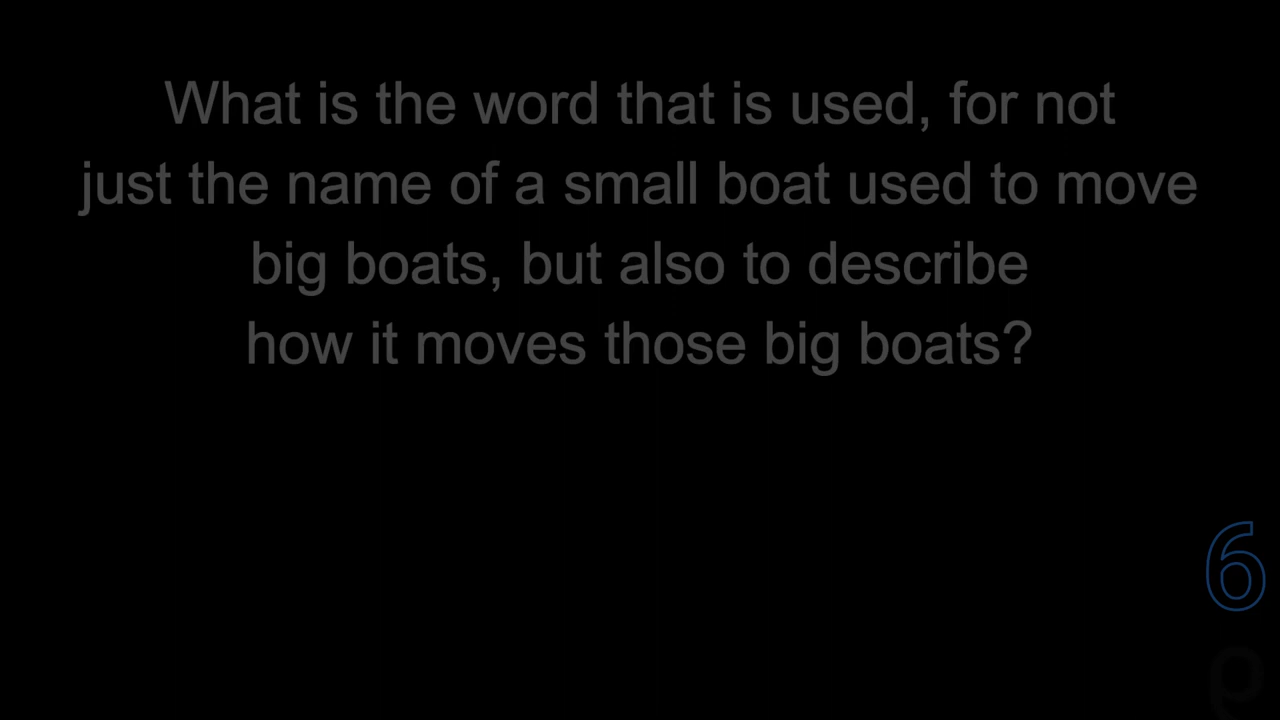 What is the word that is used, for not
just the name of a small boat used to move
big boats, but also to describe
how it moves those big boats?
6